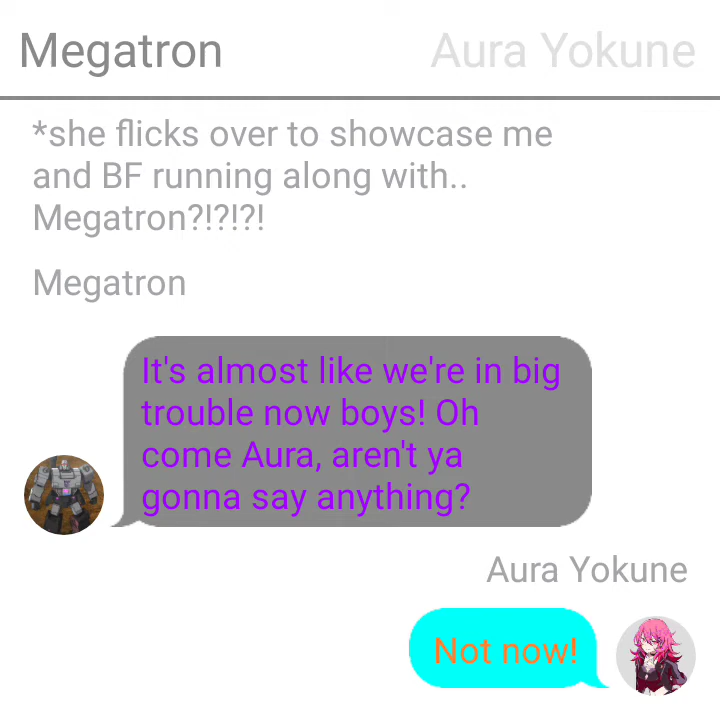 Megatron
Aura Yokune
*she flicks over to showcase me
and BF running along with..
Megatron?!?!?!
Megatron
It's almost like we're in big
trouble now boys! Oh
come Aura, aren't ya
gonna say anything?
Aura Yokune
Not now!